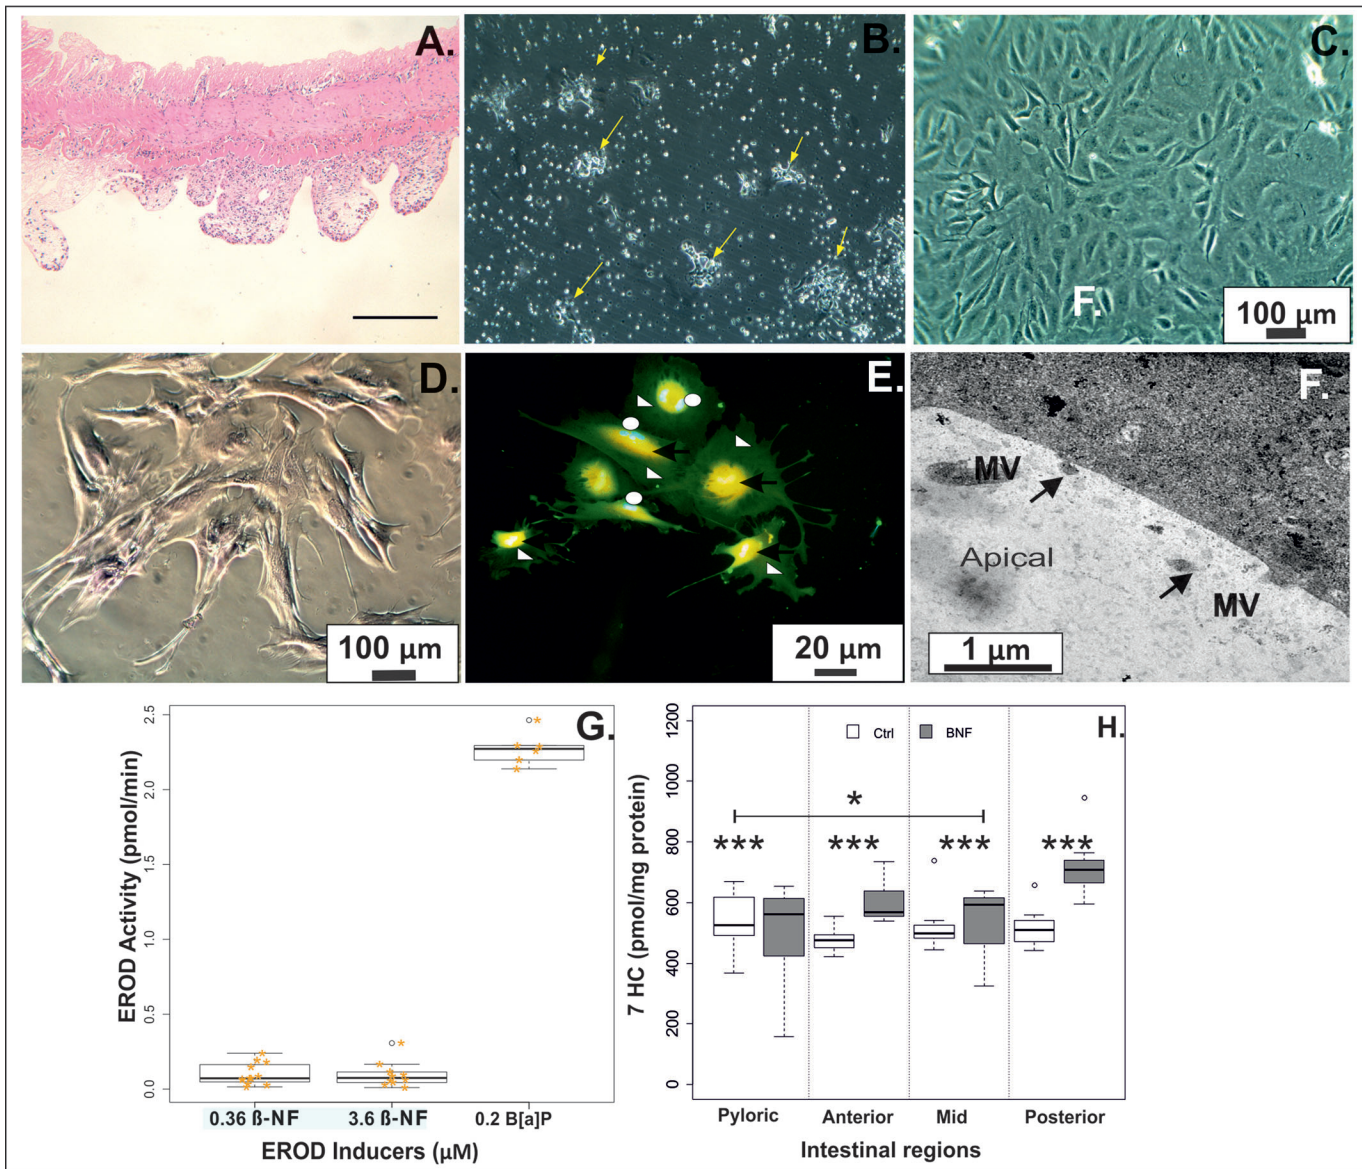 A.
B.
C.
F.
100 µm
D.
100 µm
E.
20 µm
F.
MV
MV
Apical
1 µm
G.
EROD Activity (pmol/min)
2.5
2.0
1.5
1.0
0.5
0.0
*
0.36 ß-NF
3.6 ß-NF
0.2 B[a]P
EROD Inducers (µM)
H.
7 HC (pmol/mg protein)
1200
1000
800
600
400
200
0
Ctrl
BNF
*
***
***
***
***
Pyloric
Anterior
Mid
Posterior
Intestinal regions